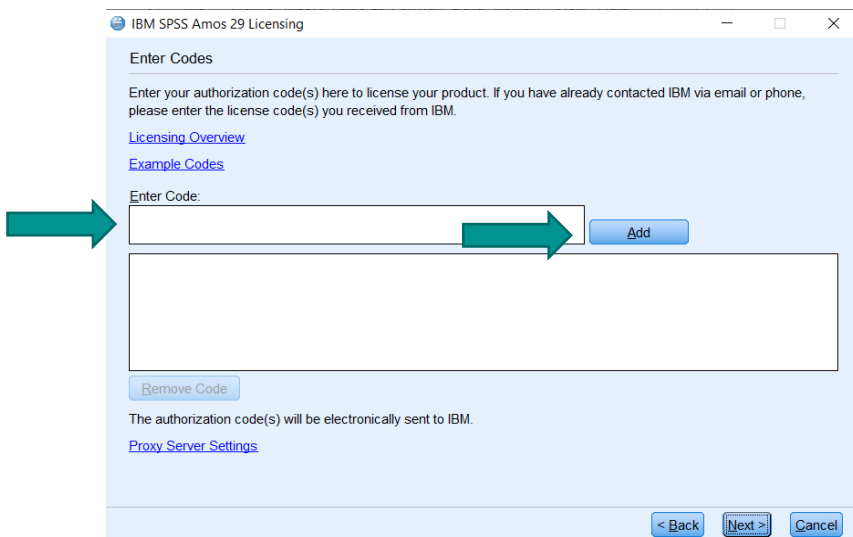 IBM SPSS Amos 29 Licensing
Enter Codes
Enter your authorization code(s) here to license your product. If you have already contacted IBM via email or phone,
please enter the license code(s) you received from IBM.
Licensing Overview
Example Codes
Enter Code:
Add
Remove Code
The authorization code(s) will be electronically sent to IBM.
Proxy Server Settings
< Back Next > Cancel